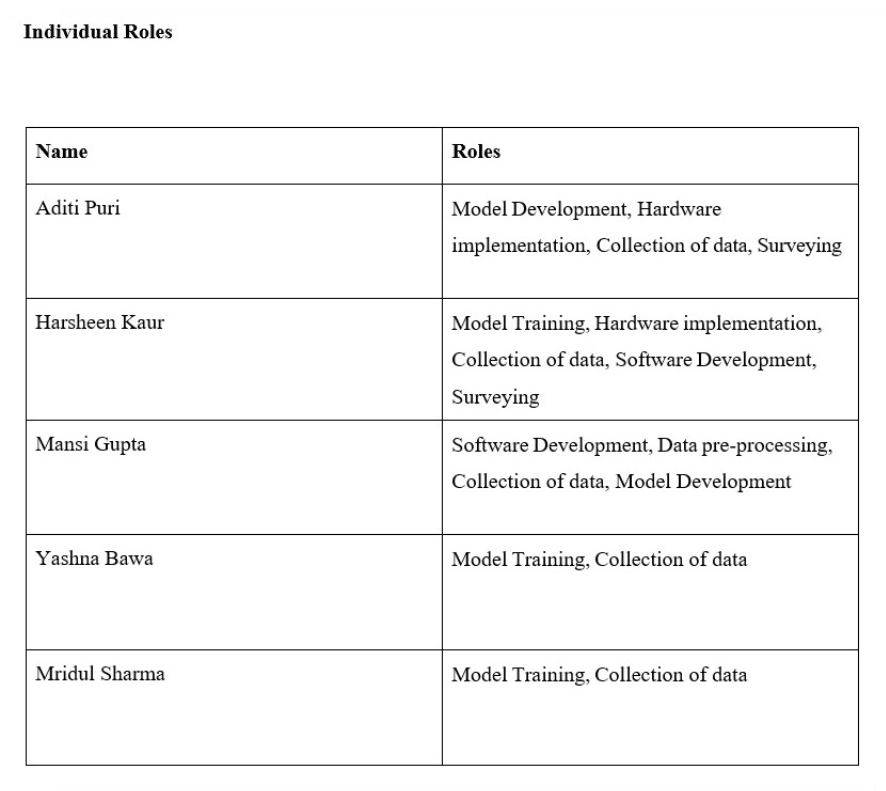 Individual Roles
Name
Roles
Aditi Puri
Model Development, Hardware
implementation, Collection of data, Surveying
Harsheen Kaur
Model Training, Hardware implementation,
Collection of data, Software Development,
Surveying
Mansi Gupta
Software Development, Data pre-processing,
Collection of data, Model Development
Yashna Bawa
Model Training, Collection of data
Mridul Sharma
Model Training, Collection of data